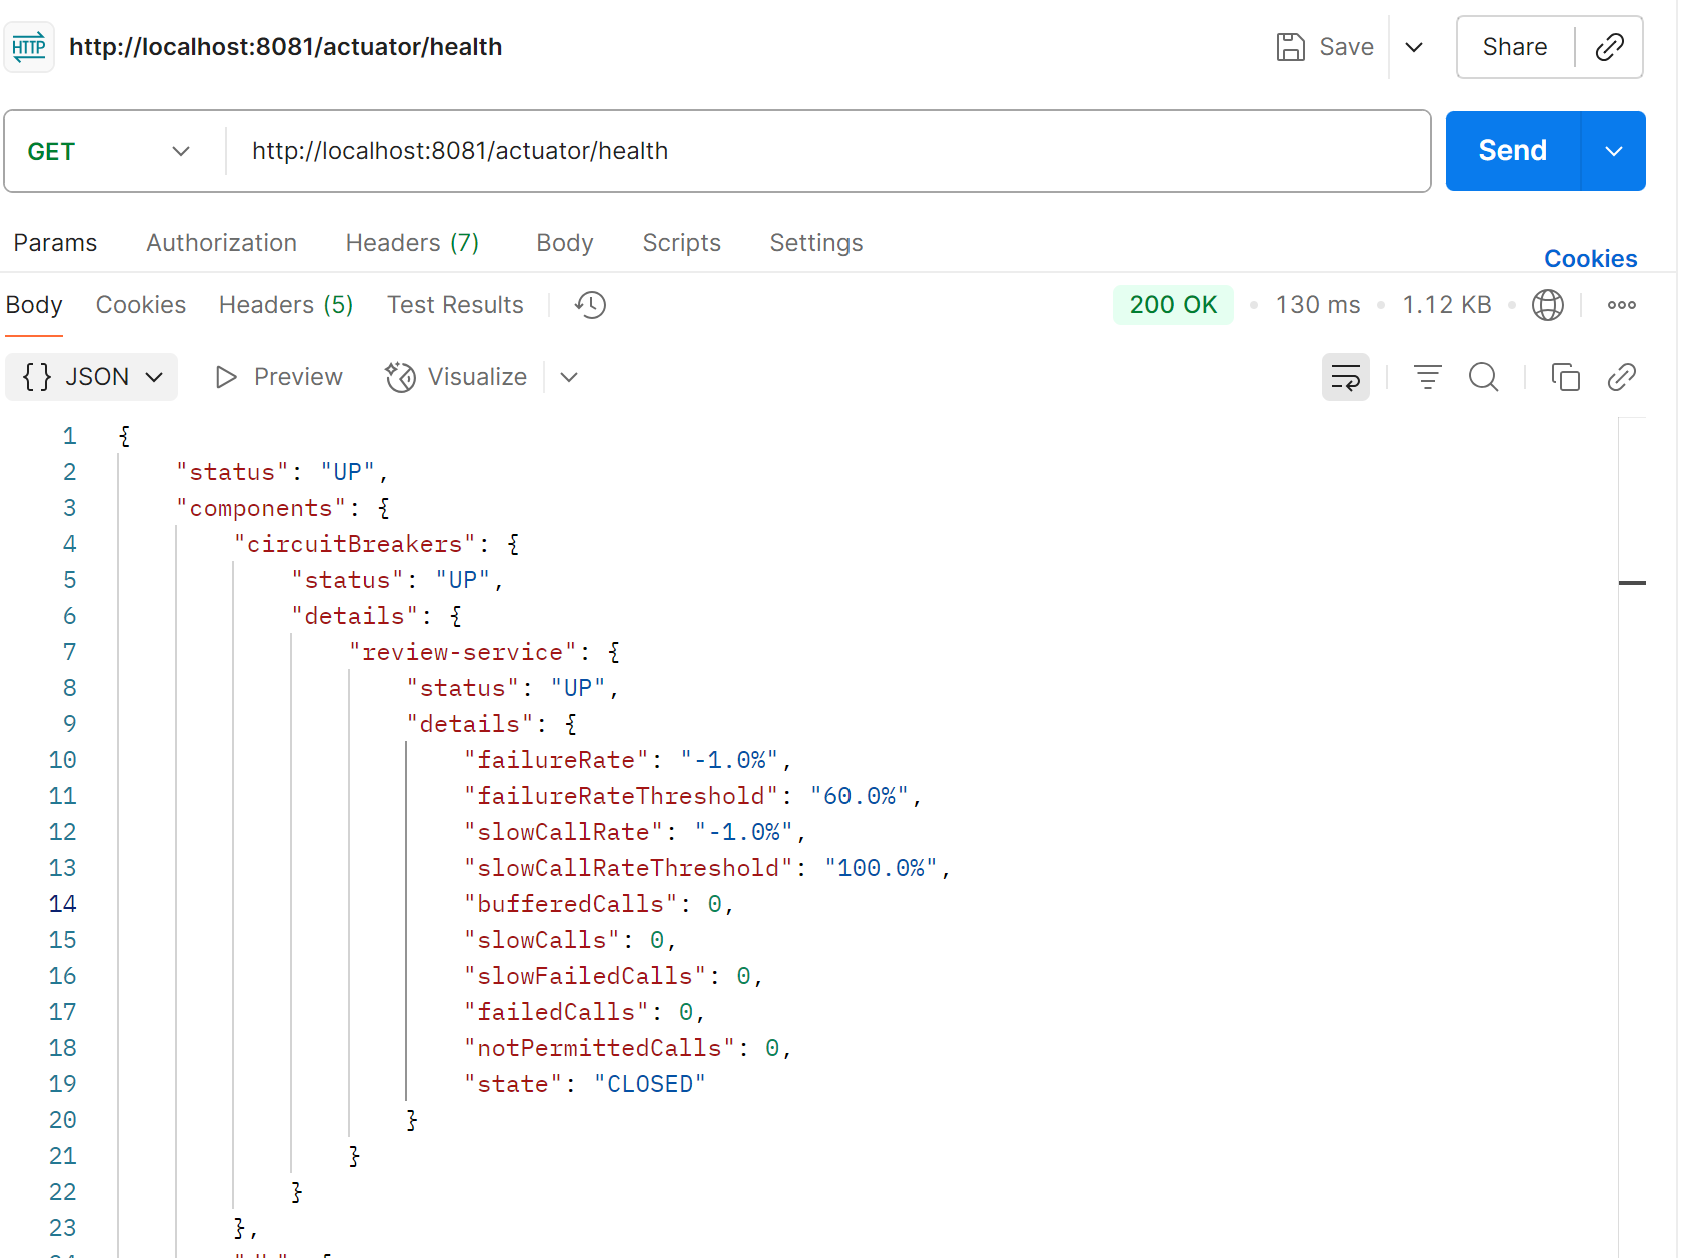 HTTP http://localhost:8081/actuator/health Save Share
GET http://localhost:8081/actuator/health Send
Params Authorization Headers (7) Body Scripts Settings
Cookies
Body Cookies Headers (5) Test Results 200 OK 130 ms 1.12 KB
{} JSON Preview Visualize
1 {
2 "status": "UP",
3 "components": {
4 "circuitBreakers": {
5 "status": "UP",
6 "details": {
7 "review-service": {
8 "status": "UP",
9 "details": {
10 "failureRate": "-1.0%",
11 "failureRateThreshold": "60.0%",
12 "slowCallRate": "-1.0%",
13 "slowCallRateThreshold": "100.0%",
14 "bufferedCalls": 0,
15 "slowCalls": 0,
16 "slowFailedCalls": 0,
17 "failedCalls": 0,
18 "notPermittedCalls": 0,
19 "state": "CLOSED"
20 }
21 }
22 }
23 },